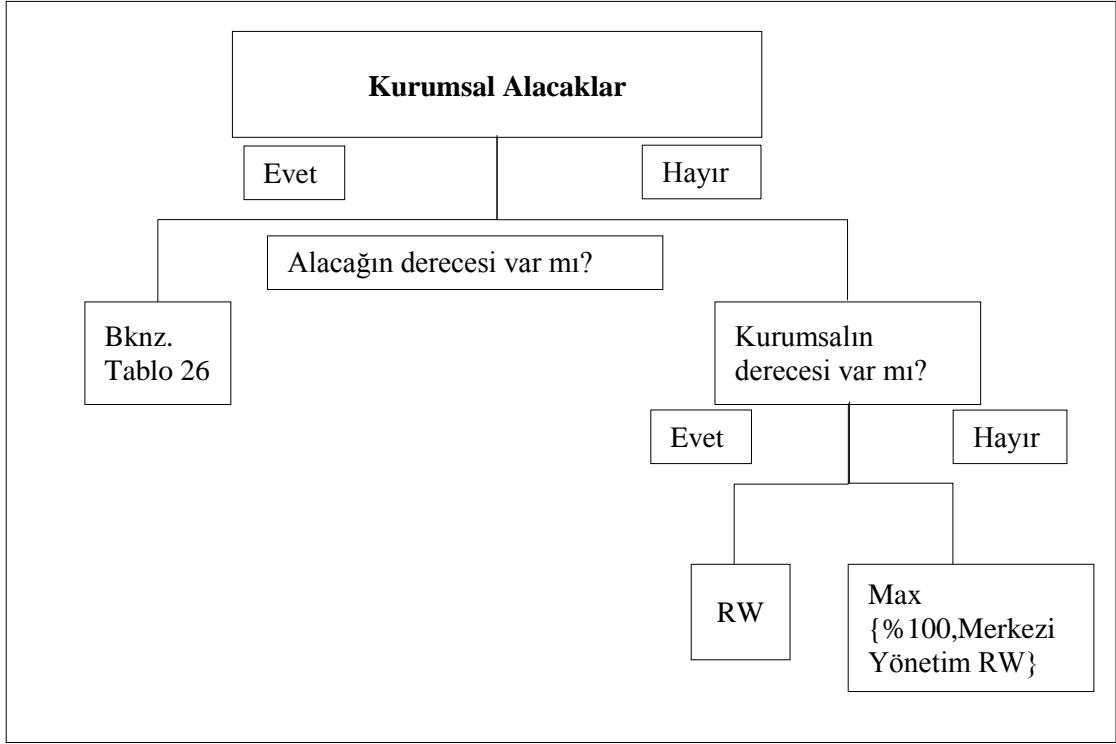 Kurumsal Alacaklar
Evet
Hayır
Alacağın derecesi var mı?
Bknz.
Tablo 26
Kurumsalın
derecesi var mı?
Evet
Hayır
RW
Max
{%100,Merkezi
Yönetim RW}